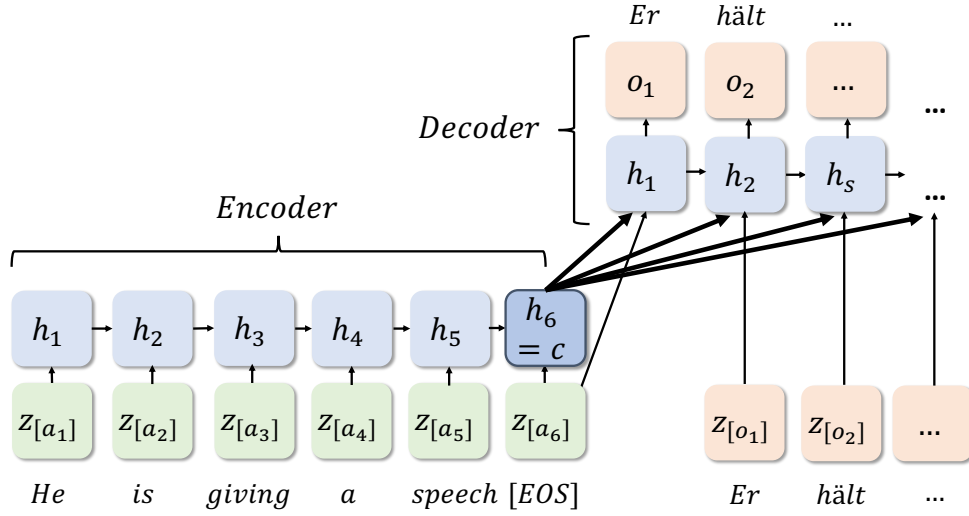 Er hält ...
o₁ o₂ ... ...
Decoder
h₁ h₂ hₛ ...
Encoder
h₁ h₂ h₃ h₄ h₅ h₆ = c
z[a₁] z[a₂] z[a₃] z[a₄] z[a₅] z[a₆] z[o₁] z[o₂] ...
He is giving a speech [EOS] Er hält ...